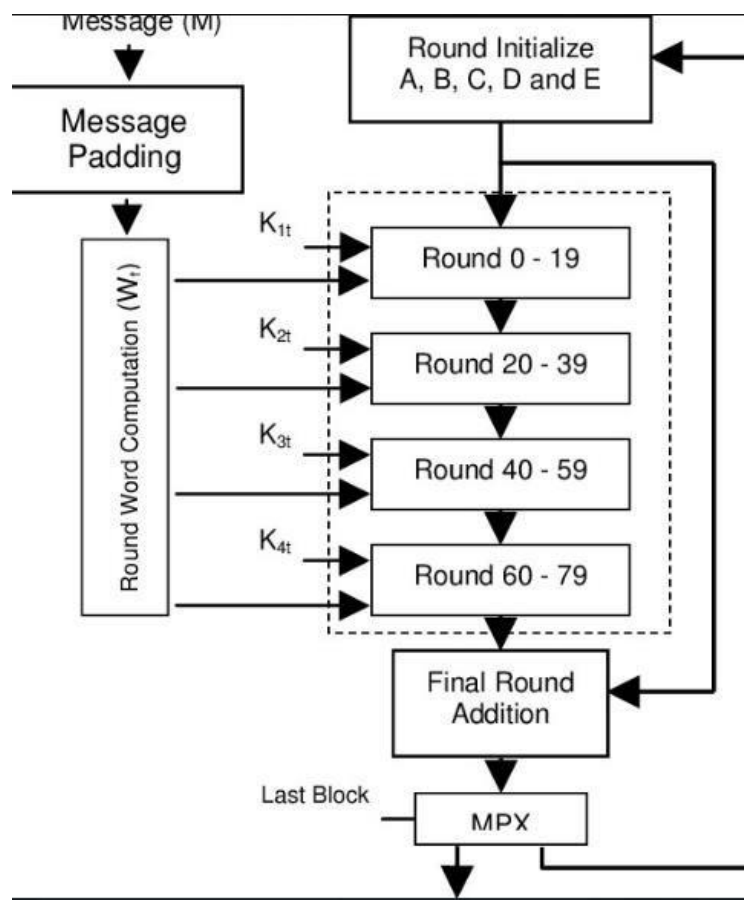 Message (M)
Round Initialize
A, B, C, D and E
Message
Padding
Round Word Computation (Wₜ)
K₁ₜ
Round 0 - 19
K₂ₜ
Round 20 - 39
K₃ₜ
Round 40 - 59
K₄ₜ
Round 60 - 79
Final Round
Addition
Last Block
MPX